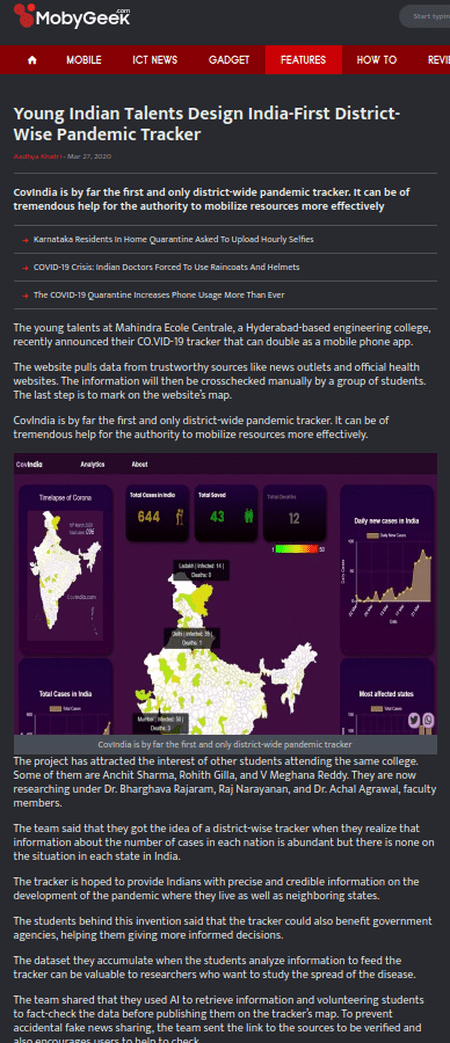 MobyGeek.com
Start typing
MOBILE
ICT NEWS
GADGET
FEATURES
HOW TO
REVI
Young Indian Talents Design India-First District-
Wise Pandemic Tracker
Aadhya Khatri - Mar 27, 2020
CovIndia is by far the first and only district-wide pandemic tracker. It can be of
tremendous help for the authority to mobilize resources more effectively
Karnataka Residents In Home Quarantine Asked To Upload Hourly Selfies
COVID-19 Crisis: Indian Doctors Forced To Use Raincoats And Helmets
The COVID-19 Quarantine Increases Phone Usage More Than Ever
The young talents at Mahindra Ecole Centrale, a Hyderabad-based engineering college,
recently announced their CO.VID-19 tracker that can double as a mobile phone app.
The website pulls data from trustworthy sources like news outlets and official health
websites. The information will then be crosschecked manually by a group of students.
The last step is to mark on the website's map.
CovIndia is by far the first and only district-wide pandemic tracker. It can be of
tremendous help for the authority to mobilize resources more effectively.
CovIndia
Analytics
About
Timelapse of Corona
Total Cases in India
644
Total Saved
43
Total Deaths
12
Daily new cases in India
Daily New Cases
CovIndia.com
1
50
Ladakh | Infected: 14 |
Deaths: 0
Delhi | Infected: 39 |
Deaths: 1
Mumbai | Infected: 50 |
Deaths: 3
Total Cases in India
Total Cases
Most affected states
Total Cases
CovIndia is by far the first and only district-wide pandemic tracker
The project has attracted the interest of other students attending the same college.
Some of them are Anchit Sharma, Rohith Gilla, and V Meghana Reddy. They are now
researching under Dr. Bharghava Rajaram, Raj Narayanan, and Dr. Achal Agrawal, faculty
members.
The team said that they got the idea of a district-wise tracker when they realize that
information about the number of cases in each nation is abundant but there is none on
the situation in each state in India.
The tracker is hoped to provide Indians with precise and credible information on the
development of the pandemic where they live as well as neighboring states.
The students behind this invention said that the tracker could also benefit government
agencies, helping them giving more informed decisions.
The dataset they accumulate when the students analyze information to feed the
tracker can be valuable to researchers who want to study the spread of the disease.
The team shared that they used AI to retrieve information and volunteering students
to fact-check the data before publishing them on the tracker's map. To prevent
accidental fake news sharing, the team sent the link to the sources to be verified and
also encourages users to help to check